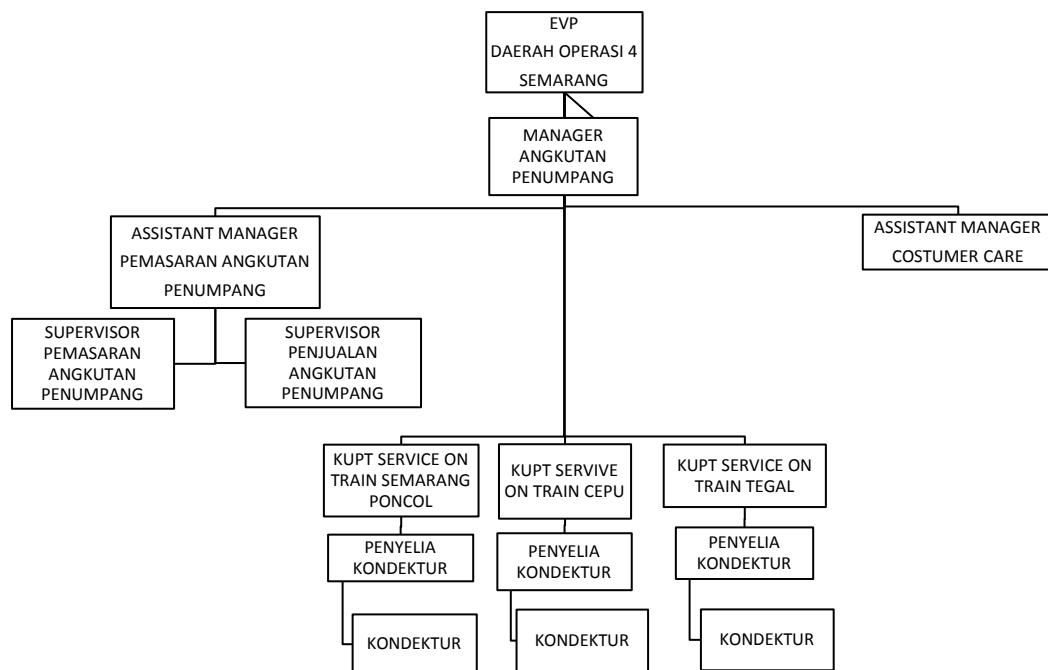 EVP
DAERAH OPERASI 4
SEMARANG
MANAGER
ANGKUTAN
PENUMPANG
ASSISTANT MANAGER
PEMASARAN ANGKUTAN
PENUMPANG
ASSISTANT MANAGER
COSTUMER CARE
SUPERVISOR
PEMASARAN
ANGKUTAN
PENUMPANG
SUPERVISOR
PENJUALAN
ANGKUTAN
PENUMPANG
KUPT SERVICE ON
TRAIN SEMARANG
PONCOL
KUPT SERVIVE
ON TRAIN CEPU
KUPT SERVICE ON
TRAIN TEGAL
PENYELIA
KONDEKTUR
PENYELIA
KONDEKTUR
PENYELIA
KONDEKTUR
KONDEKTUR
KONDEKTUR
KONDEKTUR